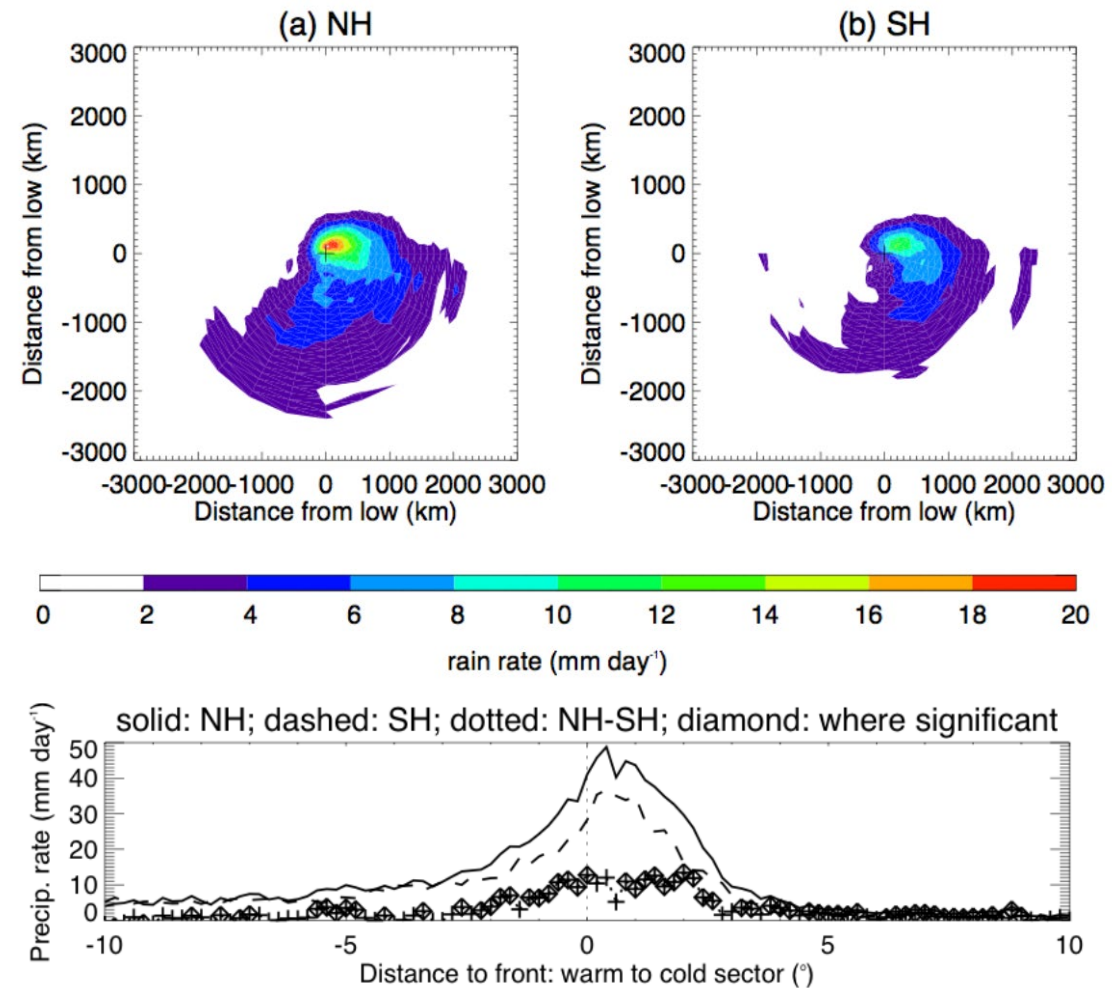 (a) NH
(b) SH
3000
2000
1000
0
-1000
-2000
-3000
Distance from low (km)
-3000-2000-1000 0 1000 2000 3000
Distance from low (km)
3000
2000
1000
0
-1000
-2000
-3000
Distance from low (km)
-3000-2000-1000 0 1000 2000 3000
Distance from low (km)
0 2 4 6 8 10 12 14 16 18 20
rain rate (mm day⁻¹)
solid: NH; dashed: SH; dotted: NH-SH; diamond: where significant
Precip. rate (mm day⁻¹)
50
40
30
20
10
0
-10 -5 0 5 10
Distance to front: warm to cold sector (°)